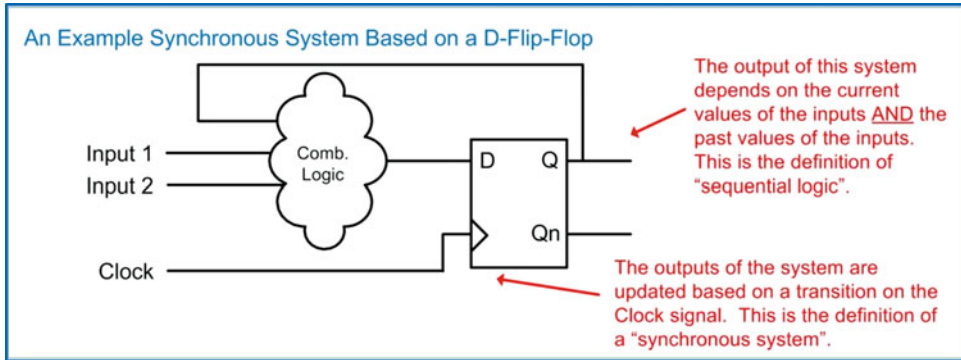 An Example Synchronous System Based on a D-Flip-Flop
The output of this system
depends on the current
values of the inputs AND the
past values of the inputs.
This is the definition of
“sequential logic”.
Input 1
Input 2
Comb.
Logic
D
Q
Qn
Clock
The outputs of the system are
updated based on a transition on the
Clock signal. This is the definition of
a “synchronous system”.